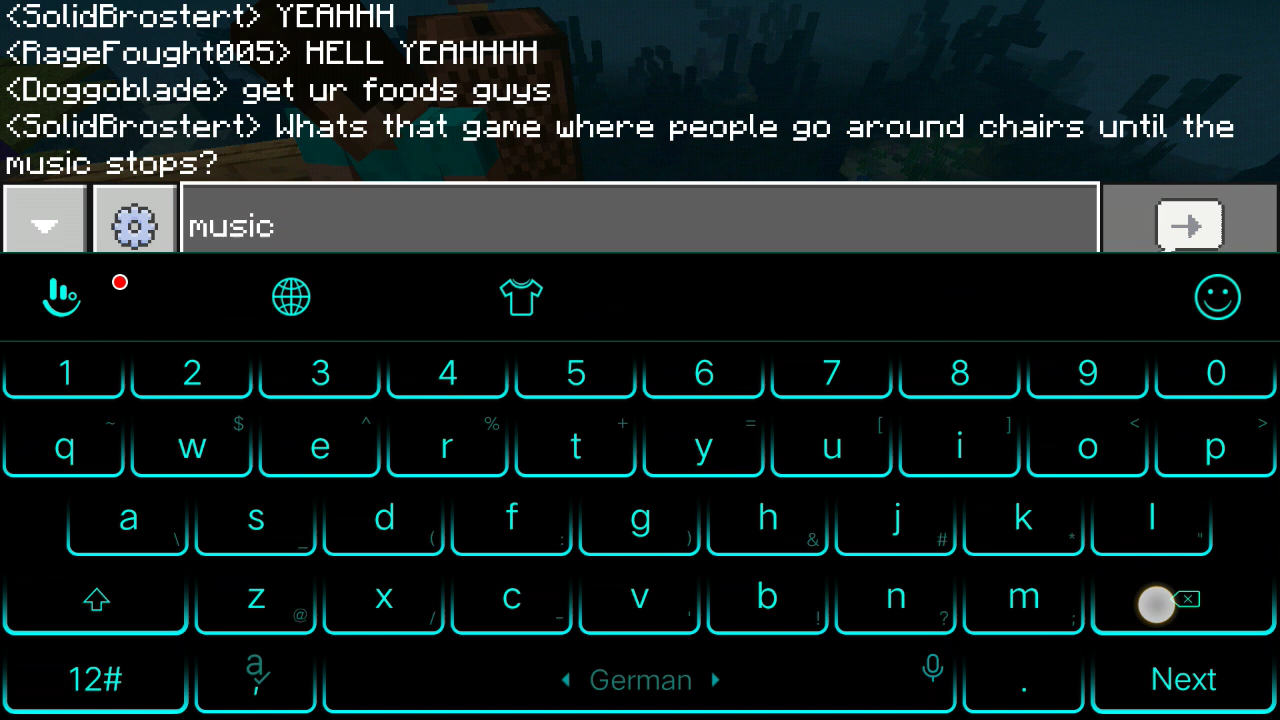 <SolidBrostert> YEAHHH
<RageFought005> HELL YEAHHHH
<Doggoblade> get ur foods guys
<SolidBrostert> Whats that game where people go around chairs until the
music stops?
music
1 2 3 4 5 6 7 8 9 0
~ $ ^ % + = [ ] < >
q w e r t y u i o p
a s d f g h j k l
\ _ ( : ) & # * "
z x c v b n m
@ / - ' ! ? ;
12# a , German . Next